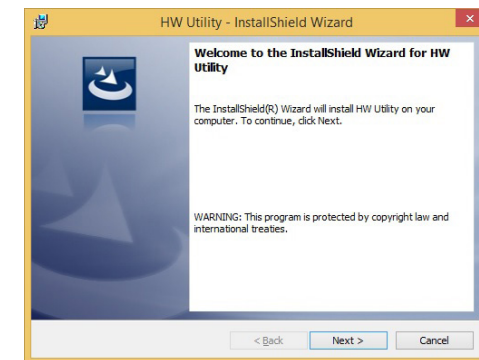 HW Utility - InstallShield Wizard
Welcome to the InstallShield Wizard for HW
Utility
The InstallShield(R) Wizard will install HW Utility on your
computer. To continue, click Next.
WARNING: This program is protected by copyright law and
international treaties.
< Back Next > Cancel